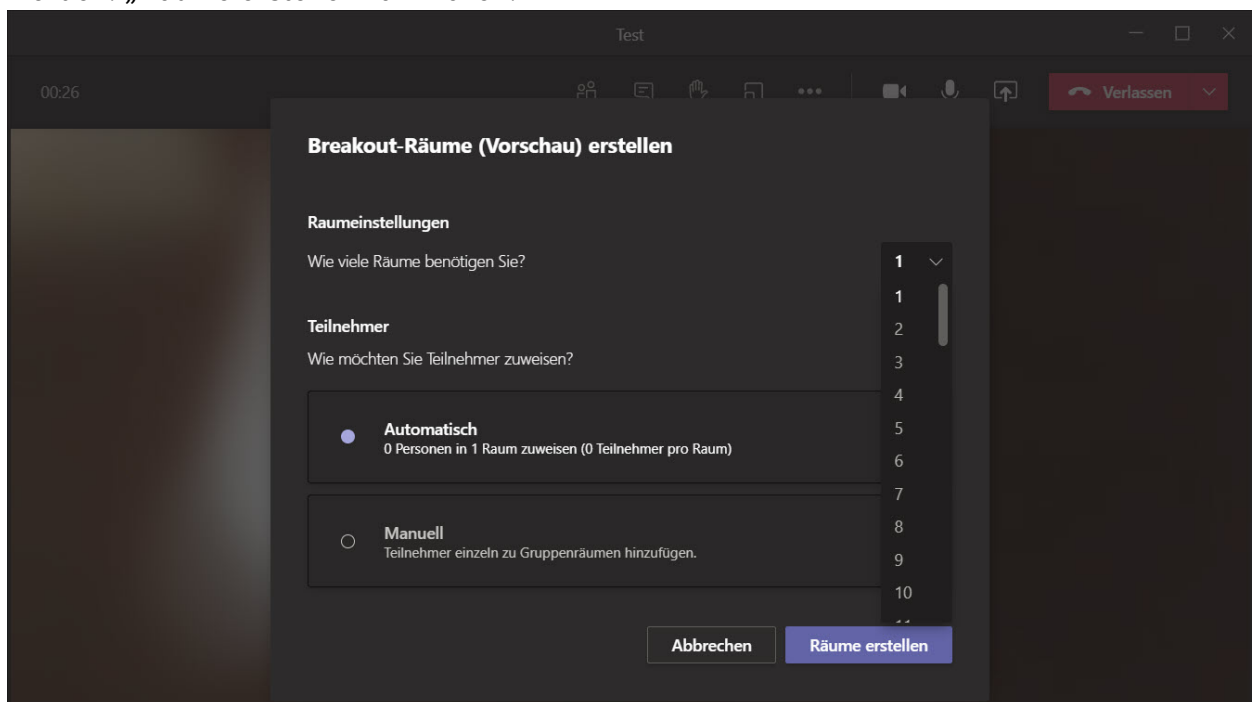 Test
00:26
Verlassen
Breakout-Räume (Vorschau) erstellen
Raumeinstellungen
Wie viele Räume benötigen Sie?
1
1
Teilnehmer
2
Wie möchten Sie Teilnehmer zuweisen?
3
4
Automatisch
5
0 Personen in 1 Raum zuweisen (0 Teilnehmer pro Raum)
6
7
Manuell
8
Teilnehmer einzeln zu Gruppenräumen hinzufügen.
9
10
Abbrechen
Räume erstellen